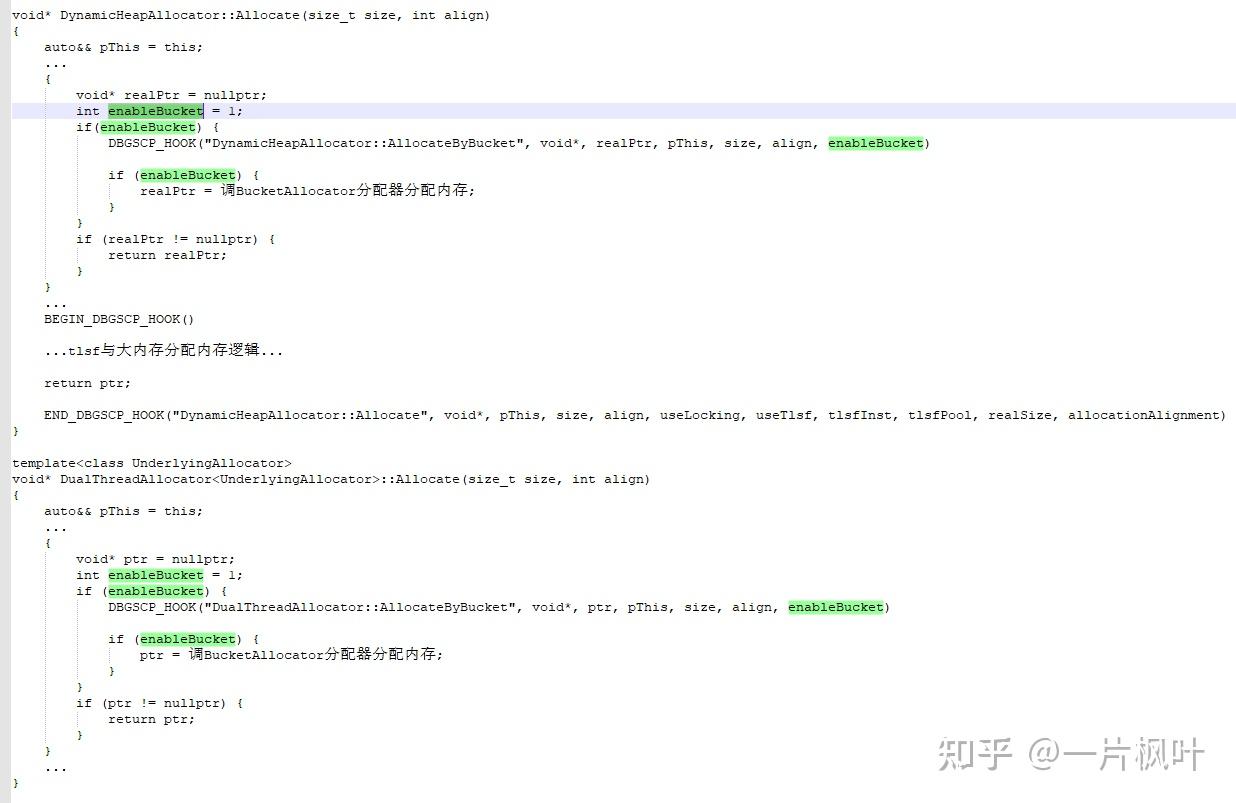 void* DynamicHeapAllocator::Allocate(size_t size, int align)
{
    auto&& pThis = this;
    ...
    {
        void* realPtr = nullptr;
        int enableBucket = 1;
        if(enableBucket) {
            DBGSCP_HOOK("DynamicHeapAllocator::AllocateByBucket", void*, realPtr, pThis, size, align, enableBucket)

            if (enableBucket) {
                realPtr = 调BucketAllocator分配器分配内存;
            }
        }
        if (realPtr != nullptr) {
            return realPtr;
        }
    }
    ...
    BEGIN_DBGSCP_HOOK()

    ...tlsf与大内存分配内存逻辑...

    return ptr;

    END_DBGSCP_HOOK("DynamicHeapAllocator::Allocate", void*, pThis, size, align, useLocking, useTlsf, tlsfInst, tlsfPool, realSize, allocationAlignment)
}

template<class UnderlyingAllocator>
void* DualThreadAllocator<UnderlyingAllocator>::Allocate(size_t size, int align)
{
    auto&& pThis = this;
    ...
    {
        void* ptr = nullptr;
        int enableBucket = 1;
        if (enableBucket) {
            DBGSCP_HOOK("DualThreadAllocator::AllocateByBucket", void*, ptr, pThis, size, align, enableBucket)

            if (enableBucket) {
                ptr = 调BucketAllocator分配器分配内存;
            }
        }
        if (ptr != nullptr) {
            return ptr;
        }
    }
    ...
}
知乎 @一片枫叶